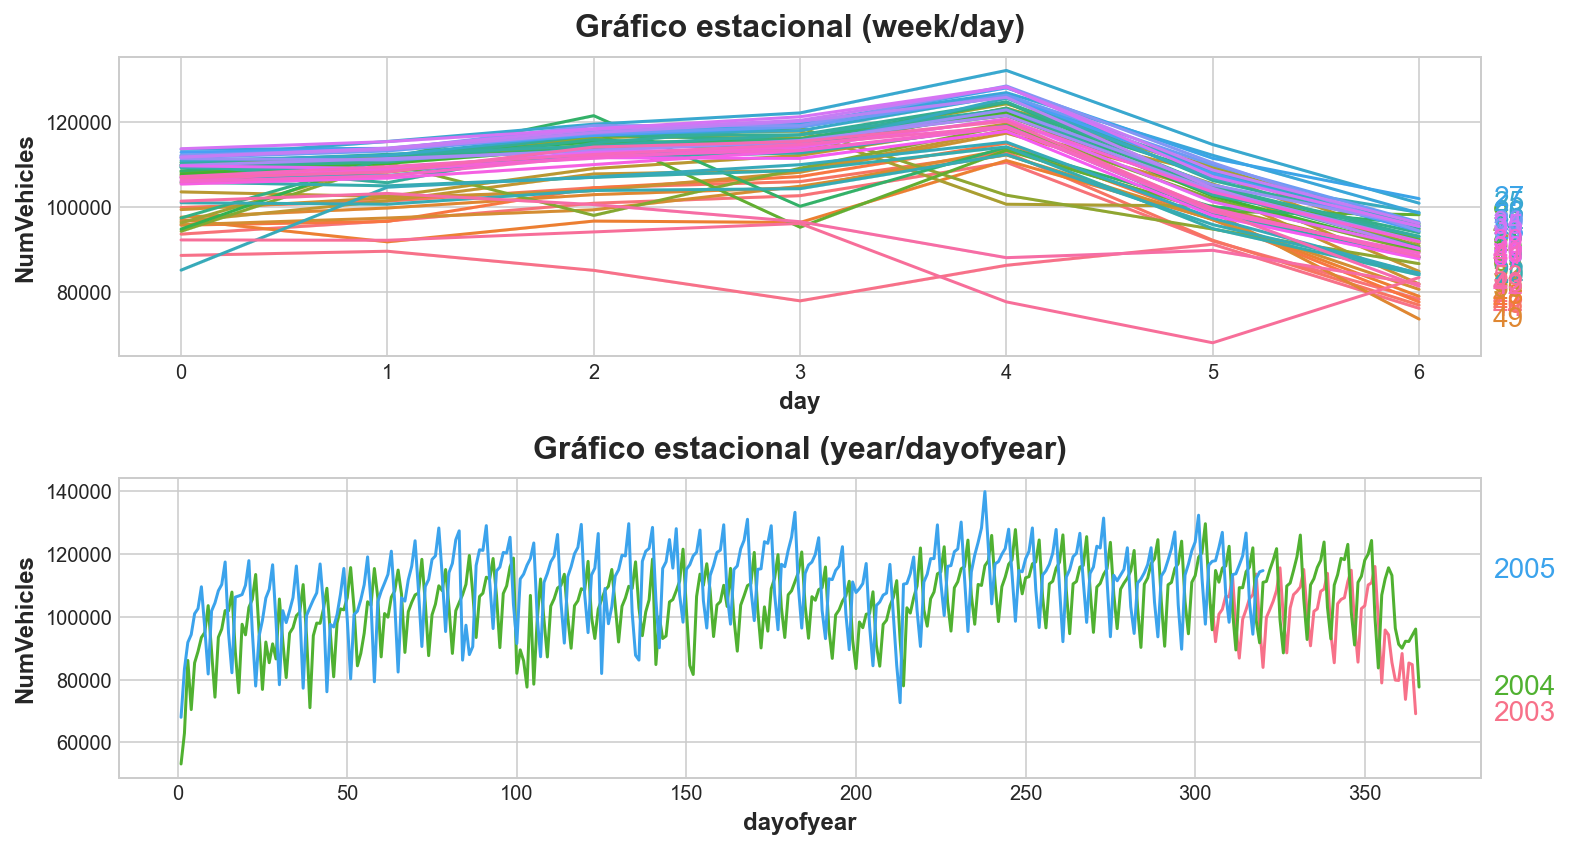 Gráfico estacional (week/day)
NumVehicles
120000
100000
80000
0 1 2 3 4 5 6
day
27
49
Gráfico estacional (year/dayofyear)
NumVehicles
140000
120000
100000
80000
60000
2005
2004
2003
0 50 100 150 200 250 300 350
dayofyear